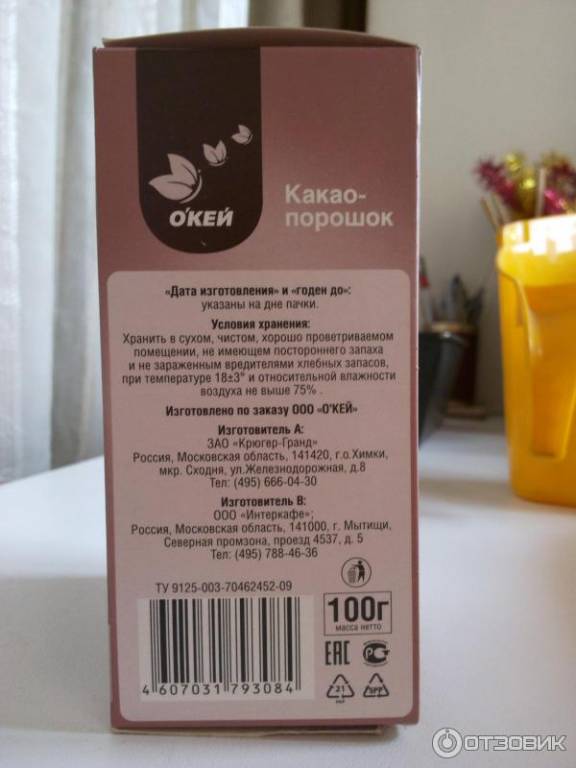 О'КЕЙ
Какао-
порошок
«Дата изготовления» и «годен до»:
указаны на дне пачки.
Условия хранения:
Хранить в сухом, чистом, хорошо проветриваемом
помещении, не имеющем постороннего запаха
и не зараженным вредителями хлебных запасов,
при температуре 18±3° и относительной влажности
воздуха не выше 75% .
Изготовлено по заказу ООО «О'КЕЙ»
Изготовитель А:
ЗАО «Крюгер-Гранд»
Россия, Московская область, 141420, г.о.Химки,
мкр. Сходня, ул.Железнодорожная, д.8
Тел: (495) 666-04-30
Изготовитель В:
ООО «Интеркафе»;
Россия, Московская область, 141000, г. Мытищи,
Северная промзона, проезд 4537, д. 5
Тел: (495) 788-46-36
ТУ 9125-003-70462452-09
100г
масса нетто
ЕАС
21
PAP
4 607031 793084
ОТЗОВИК